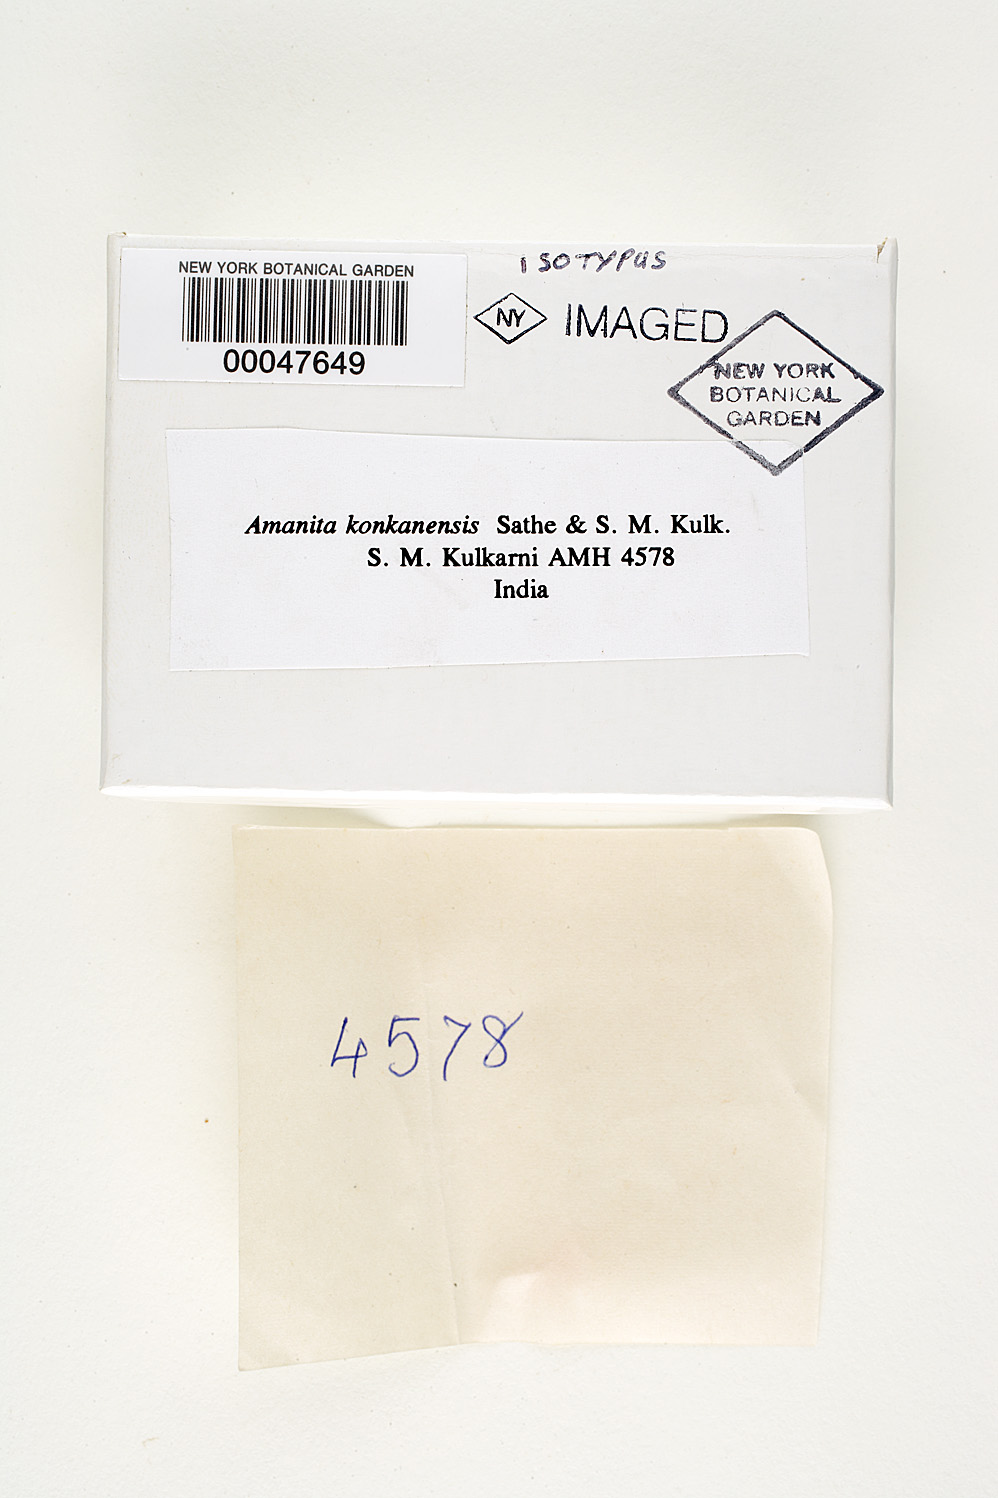 NEW YORK BOTANICAL GARDEN
00047649
ISOTYPUS
NY IMAGED
NEW YORK
BOTANICAL
GARDEN
Amanita konkanensis Sathe & S. M. Kulk.
S. M. Kulkarni AMH 4578
India
4578